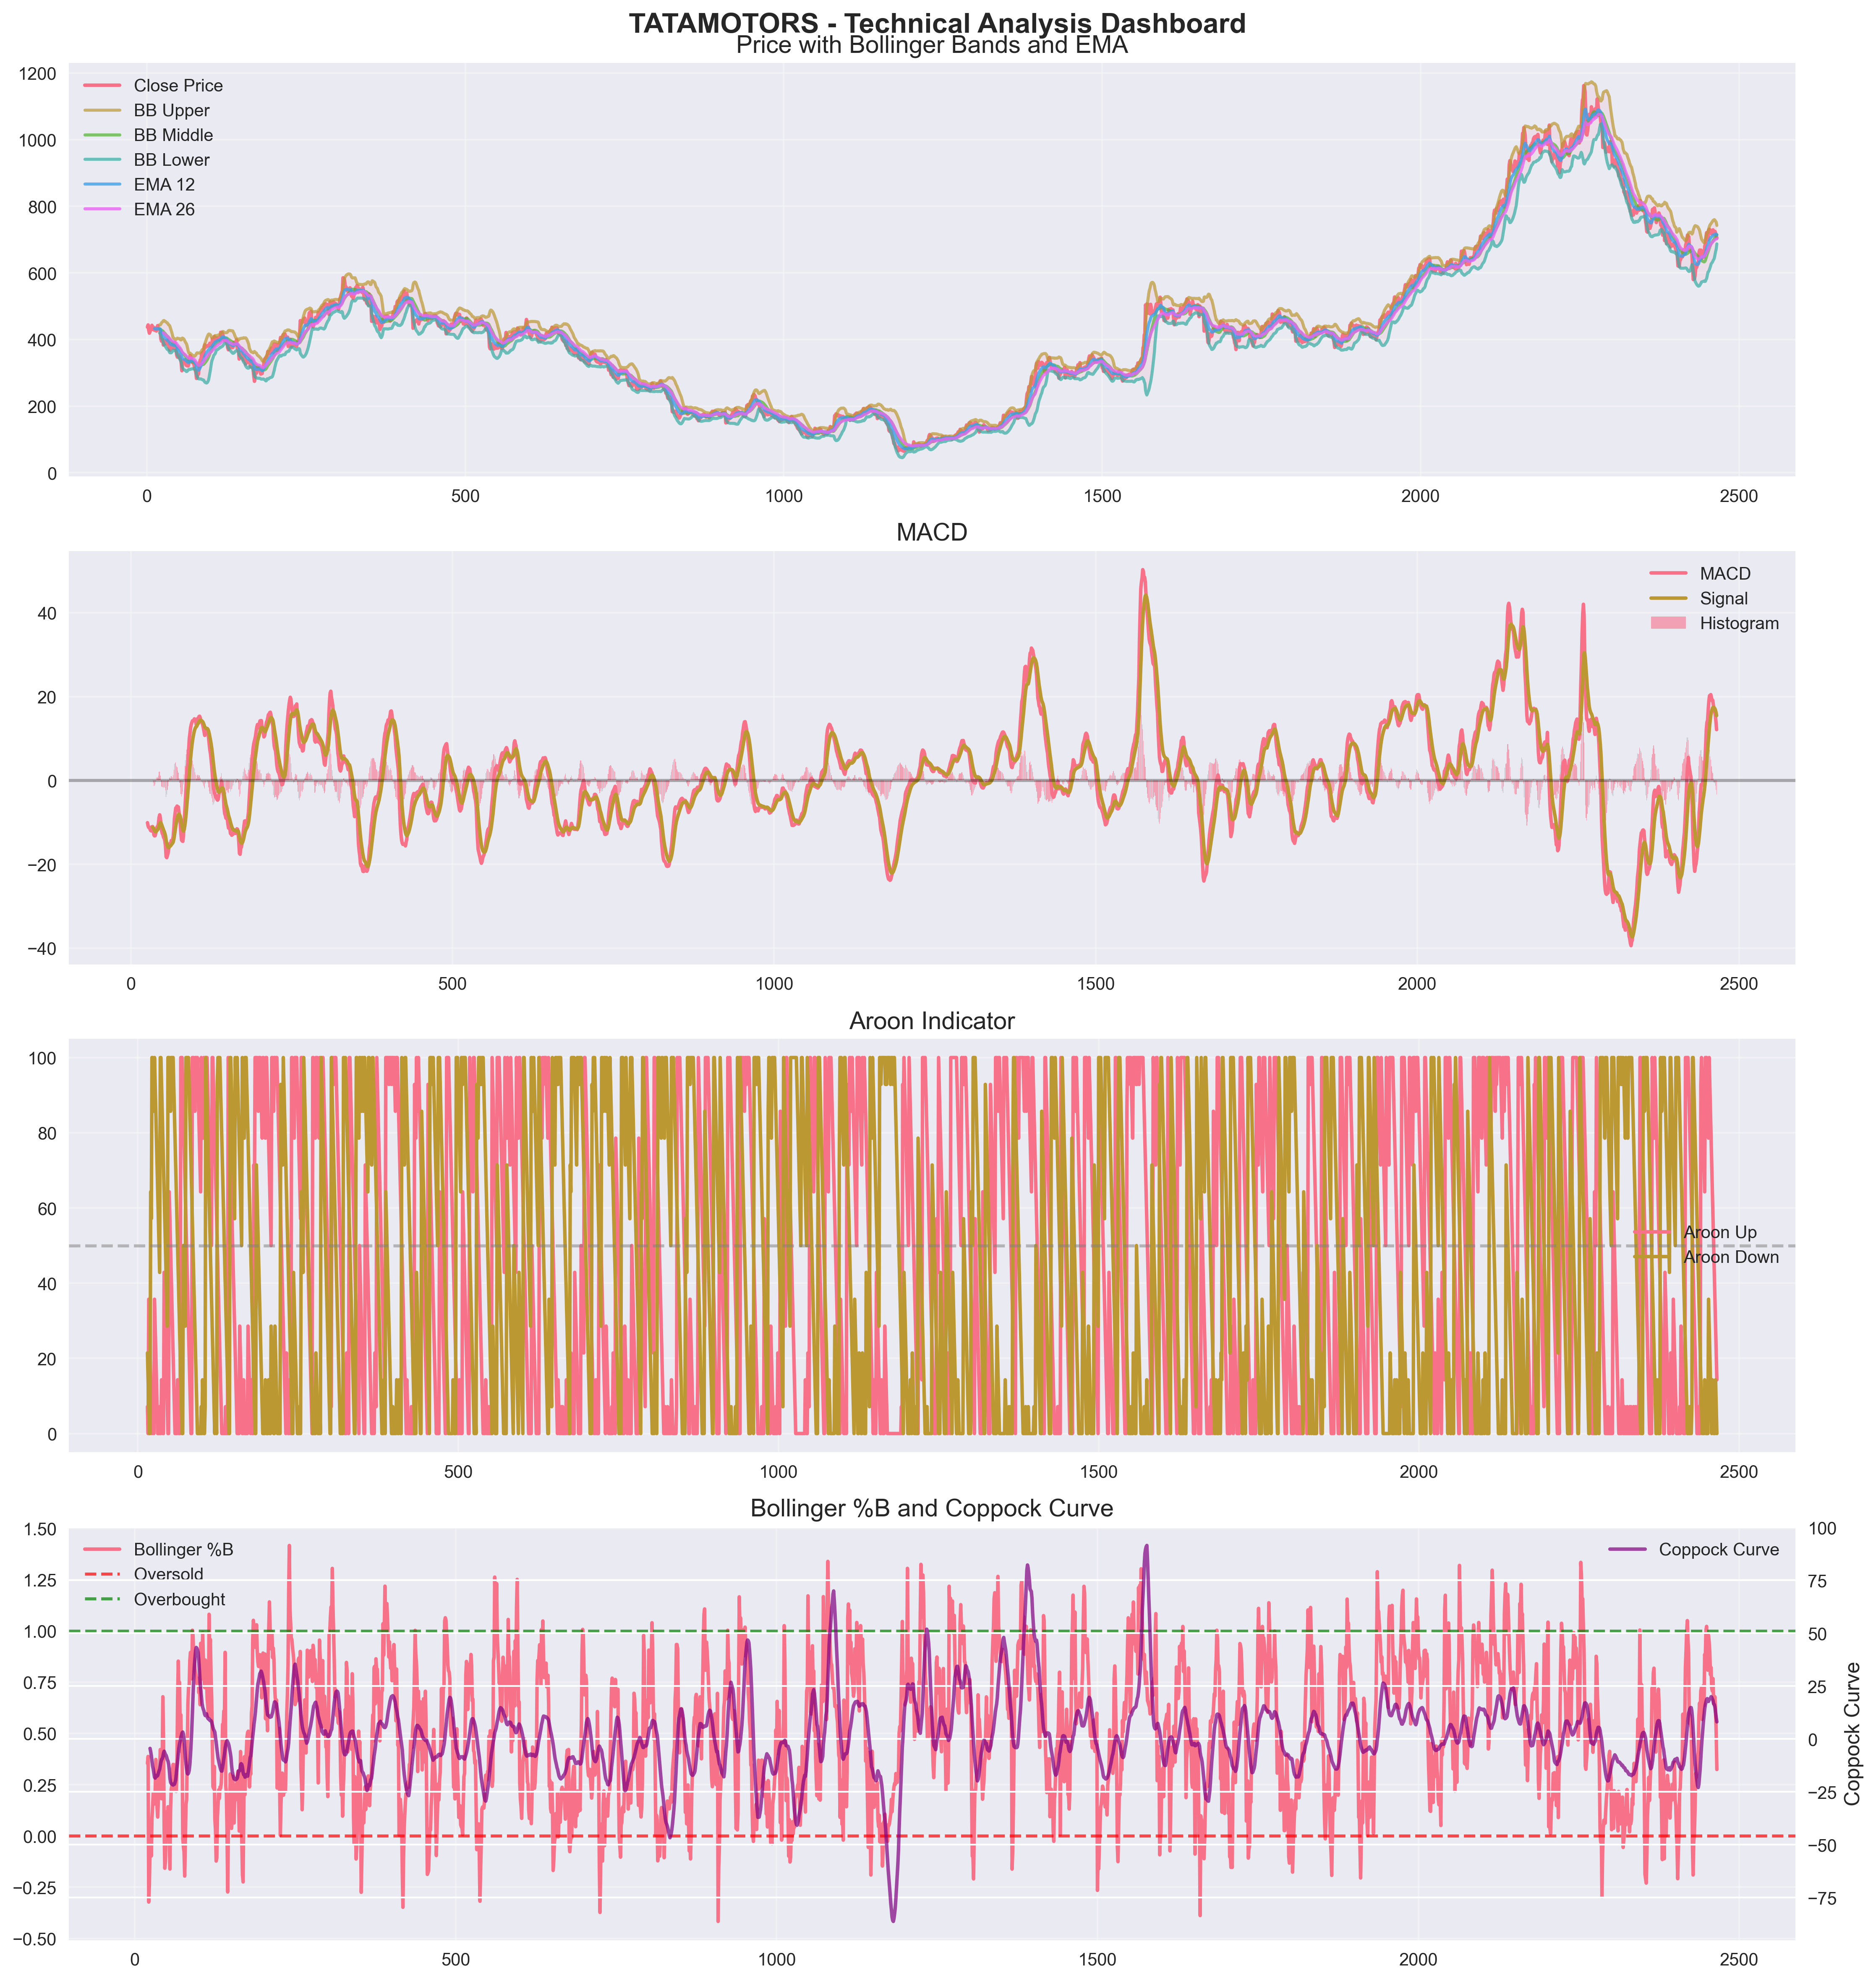 TATAMOTORS - Technical Analysis Dashboard
Price with Bollinger Bands and EMA
1200
1000
800
600
400
200
0
Close Price
BB Upper
BB Middle
BB Lower
EMA 12
EMA 26
0 500 1000 1500 2000 2500
MACD
40
20
0
−20
−40
MACD
Signal
Histogram
0 500 1000 1500 2000 2500
Aroon Indicator
100
80
60
40
20
0
Aroon Up
Aroon Down
0 500 1000 1500 2000 2500
Bollinger %B and Coppock Curve
1.50
1.25
1.00
0.75
0.50
0.25
0.00
−0.25
−0.50
Bollinger %B
Oversold
Overbought
Coppock Curve
100
75
50
25
0
−25
−50
−75
Coppock Curve
0 500 1000 1500 2000 2500